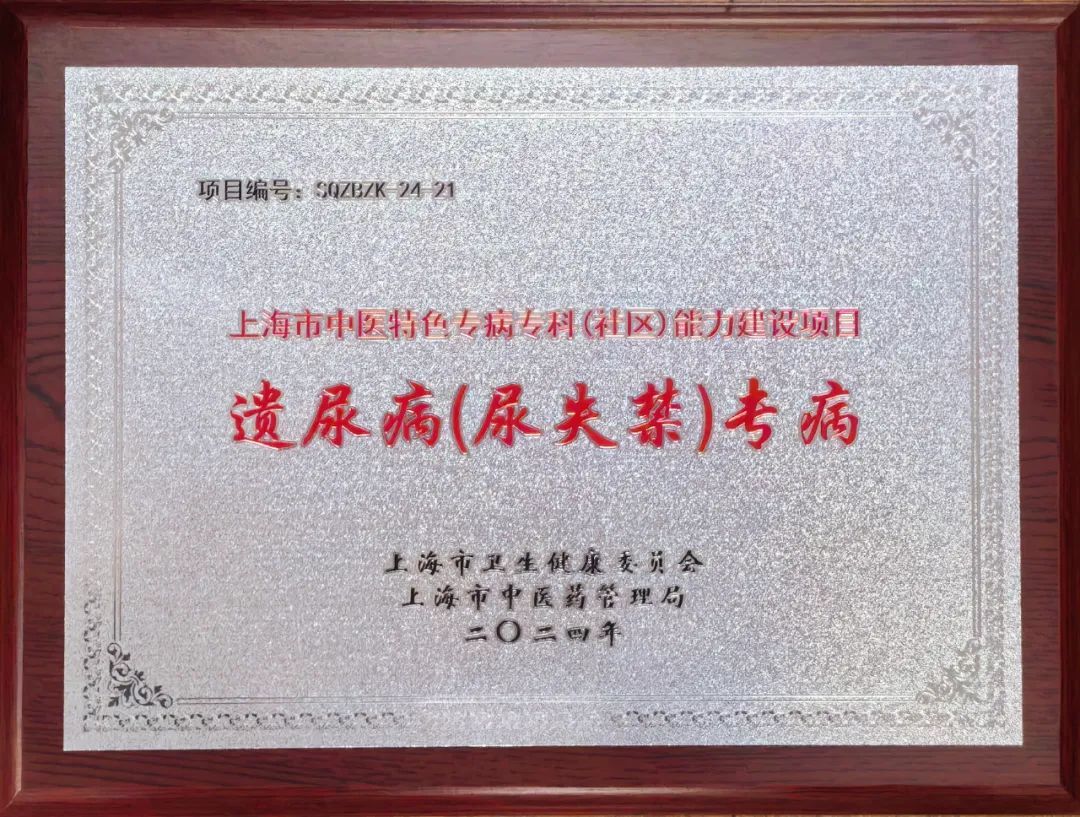 项目编号：SQZBZK-24-21
上海市中医特色专病专科(社区)能力建设项目
遗尿病(尿失禁)专病
上海市卫生健康委员会
上海市中医药管理局
二〇二四年